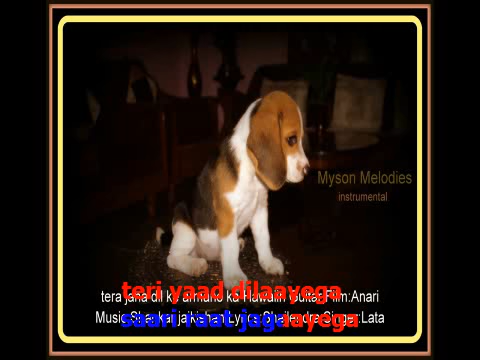 Myson Melodies
instrumental
teri yaad dilaayega
tera jana dil ke armano ka Hawaiin Guitar Film:Anari
saari raat jagaayega
Music:Shankar jaikishan Lyrics:Shailendra Singer:Lata